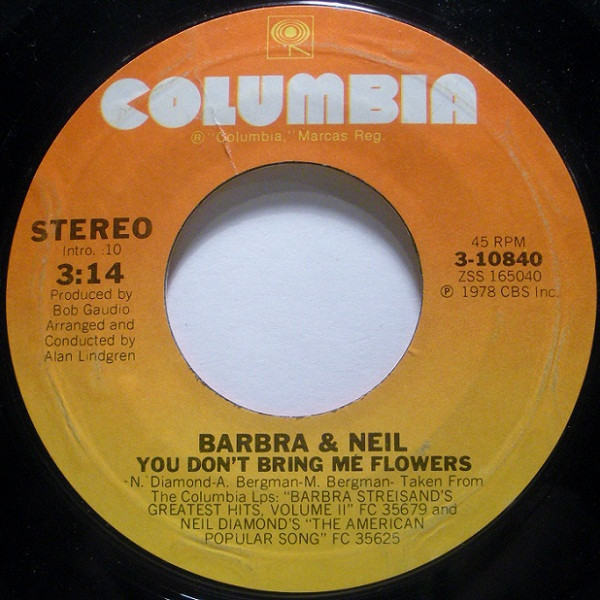 COLUMBIA
® "Columbia," Marcas Reg.
STEREO
Intro. :10
3:14
Produced by
Bob Gaudio
Arranged and
Conducted by
Alan Lindgren
45 RPM
3-10840
ZSS 165040
℗ 1978 CBS Inc.
BARBRA & NEIL
YOU DON'T BRING ME FLOWERS
-N. Diamond-A. Bergman-M. Bergman- Taken From
The Columbia Lps: "BARBRA STREISAND'S
GREATEST HITS, VOLUME II" FC 35679 and
NEIL DIAMOND'S "THE AMERICAN
POPULAR SONG" FC 35625